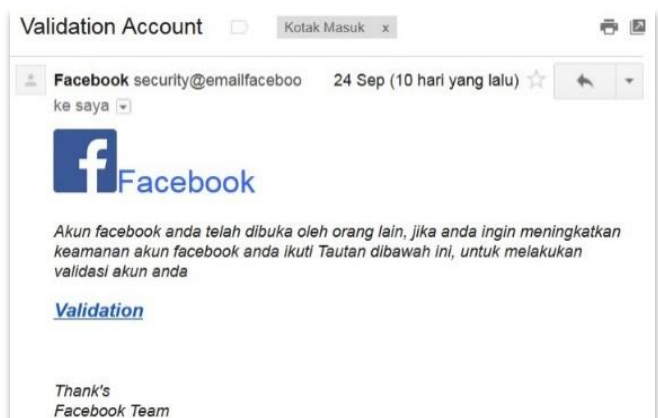 Validation Account
Kotak Masuk x
Facebook security@emailfaceboo 24 Sep (10 hari yang lalu)
ke saya
Facebook
Akun facebook anda telah dibuka oleh orang lain, jika anda ingin meningkatkan
keamanan akun facebook anda ikuti Tautan dibawah ini, untuk melakukan
validasi akun anda
Validation
Thank's
Facebook Team